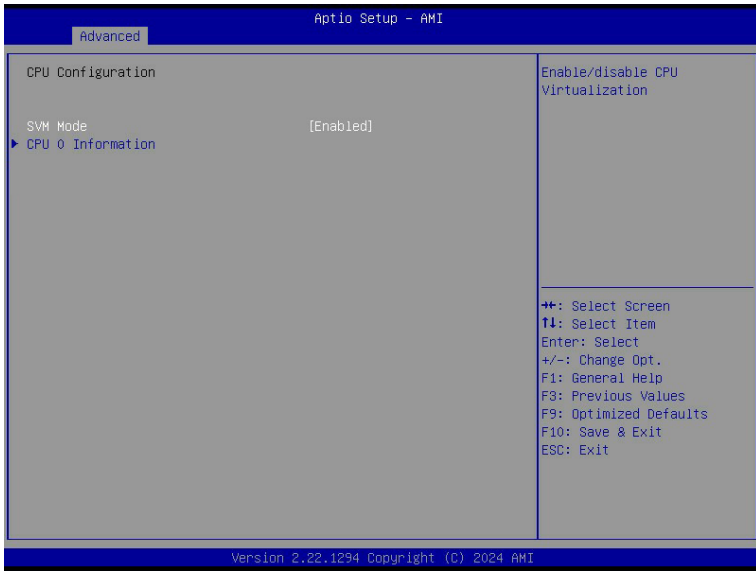 Aptio Setup – AMI
Advanced
CPU Configuration
SVM Mode [Enabled]
CPU 0 Information
Enable/disable CPU
Virtualization
→←: Select Screen
↑↓: Select Item
Enter: Select
+/-: Change Opt.
F1: General Help
F3: Previous Values
F9: Optimized Defaults
F10: Save & Exit
ESC: Exit
Version 2.22.1294 Copyright (C) 2024 AMI